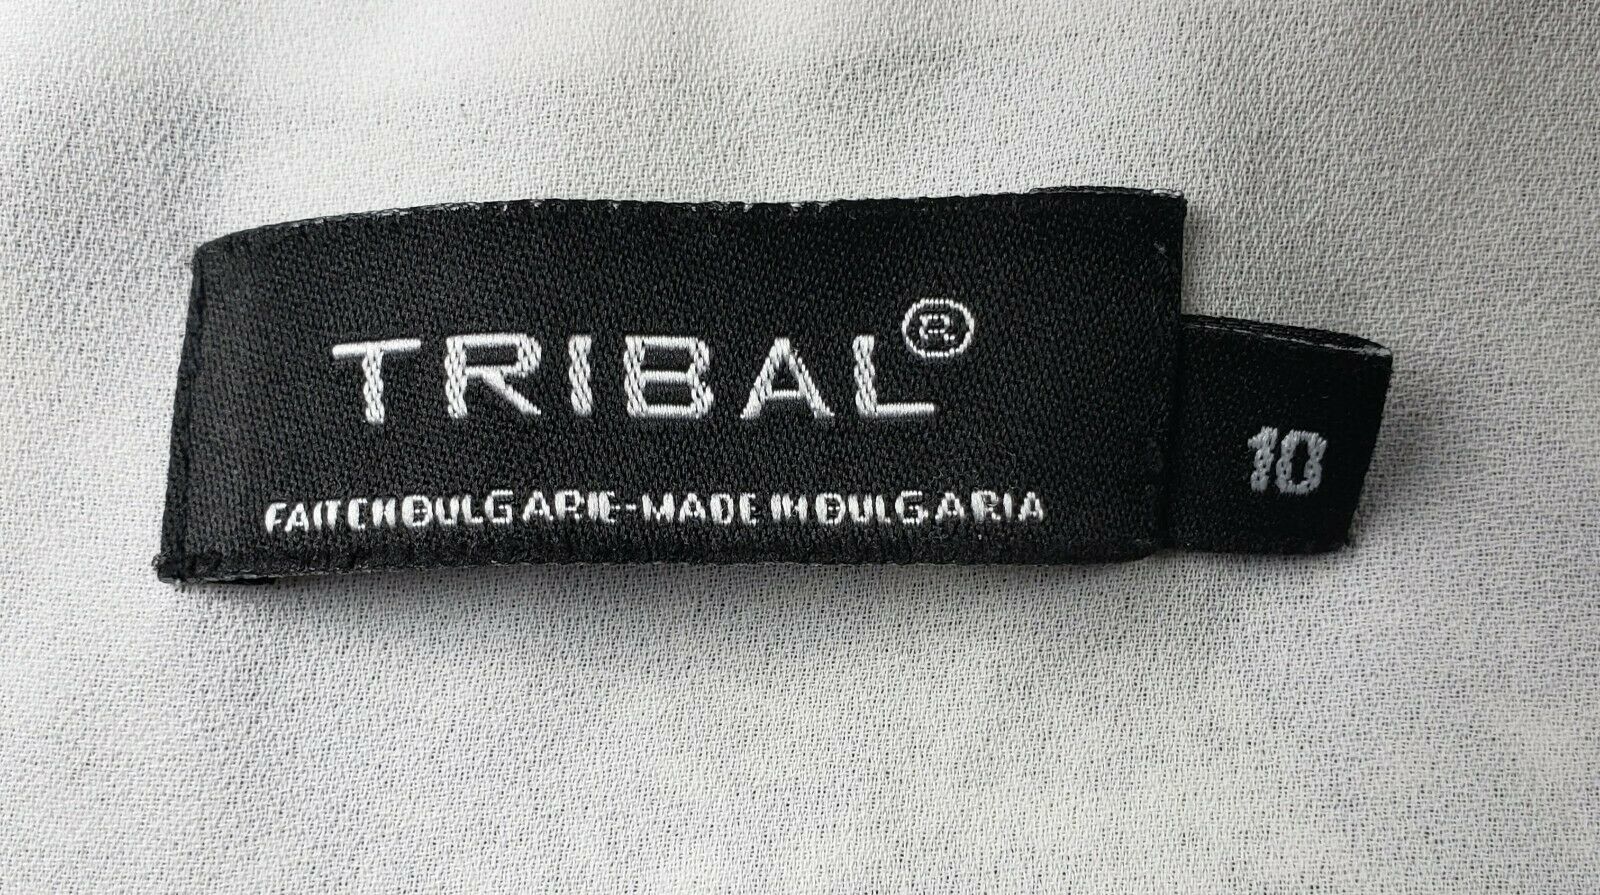 TRIBAL®
FAIT EN BULGARIE-MADE IN BULGARIA
10